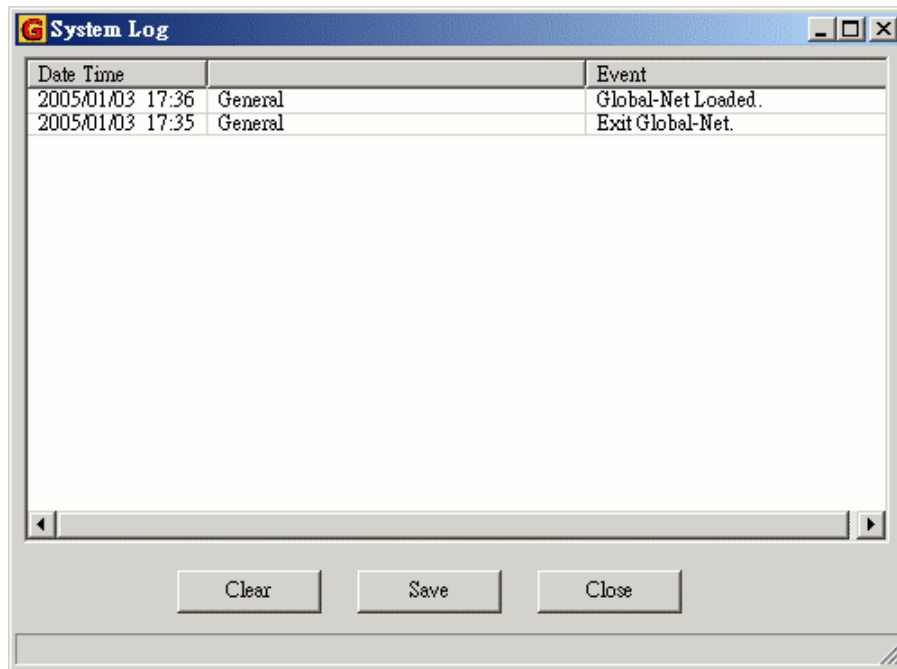 G System Log
Date Time Event
2005/01/03 17:36 General Global-Net Loaded.
2005/01/03 17:35 General Exit Global-Net.
Clear Save Close